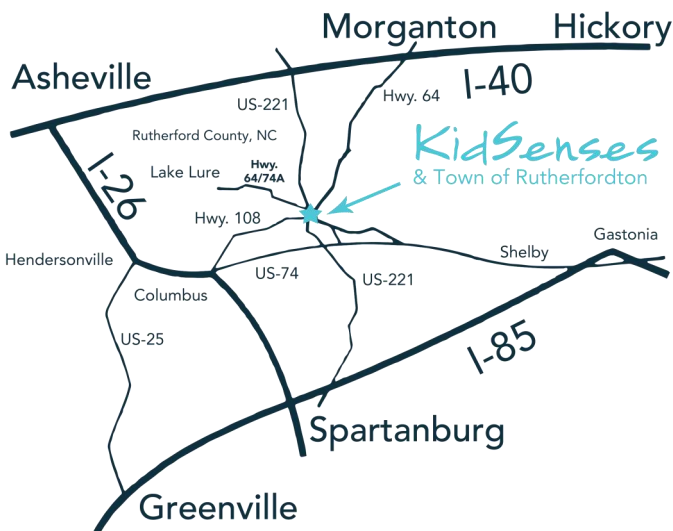 Morganton
Hickory
Asheville
I-40
US-221
Hwy. 64
Rutherford County, NC
KidSenses
& Town of Rutherfordton
Lake Lure
Hwy.
64/74A
I-26
Hwy. 108
Hendersonville
Columbus
US-74
US-221
Shelby
Gastonia
US-25
I-85
Spartanburg
Greenville